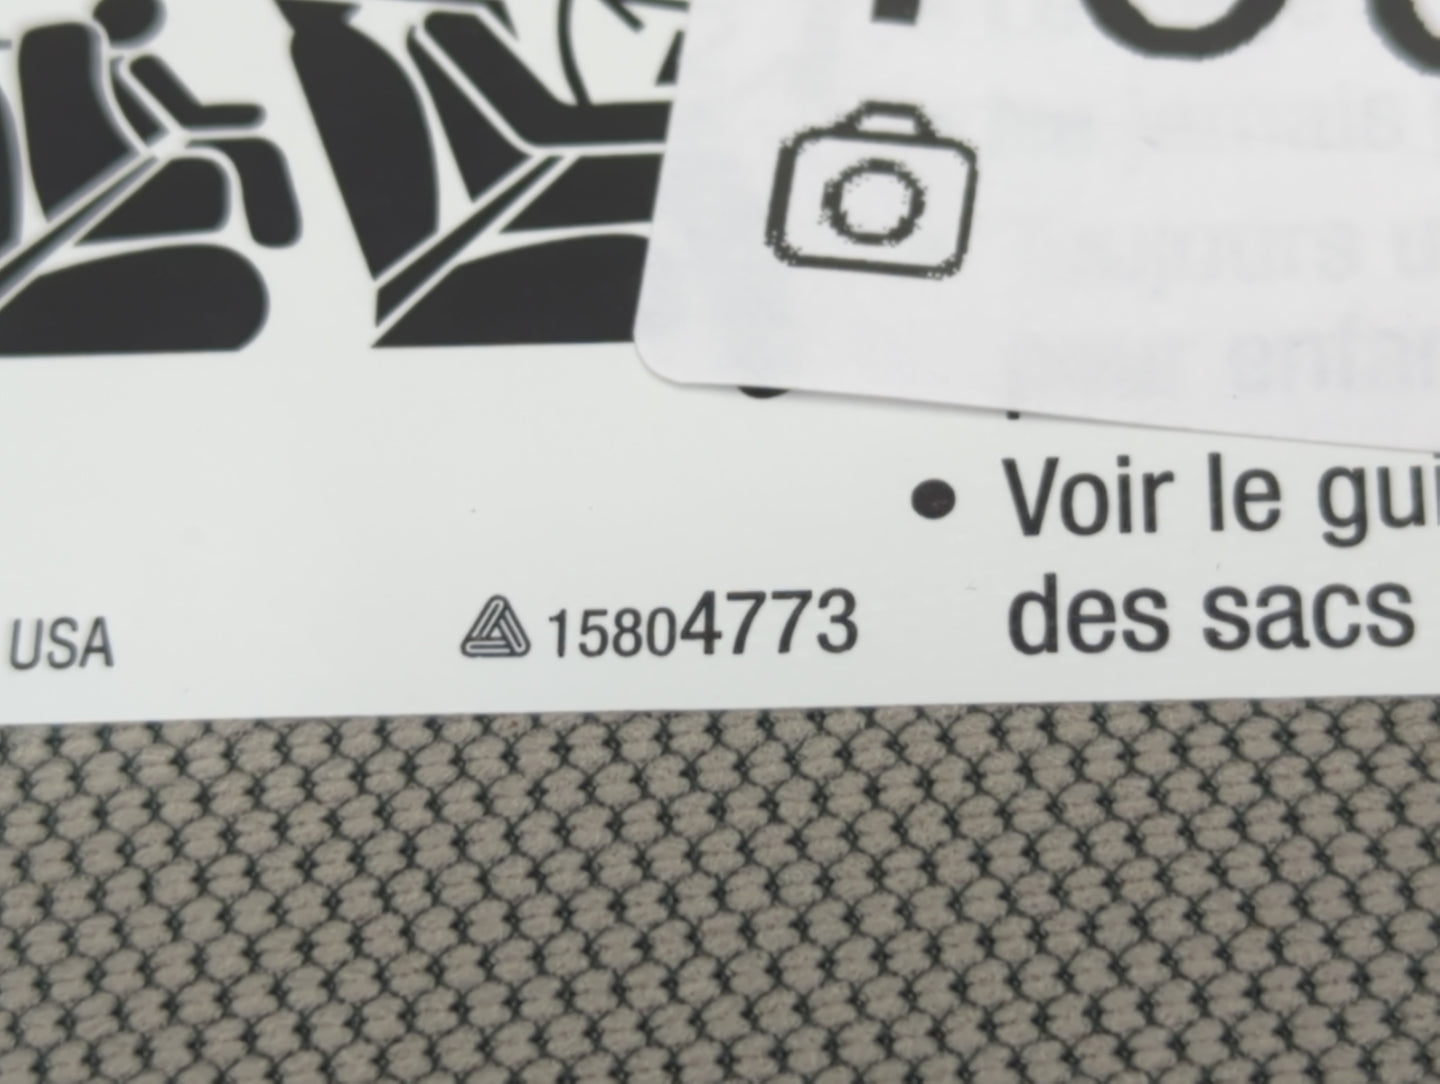 • Voir le gui
des sacs
USA
15804773